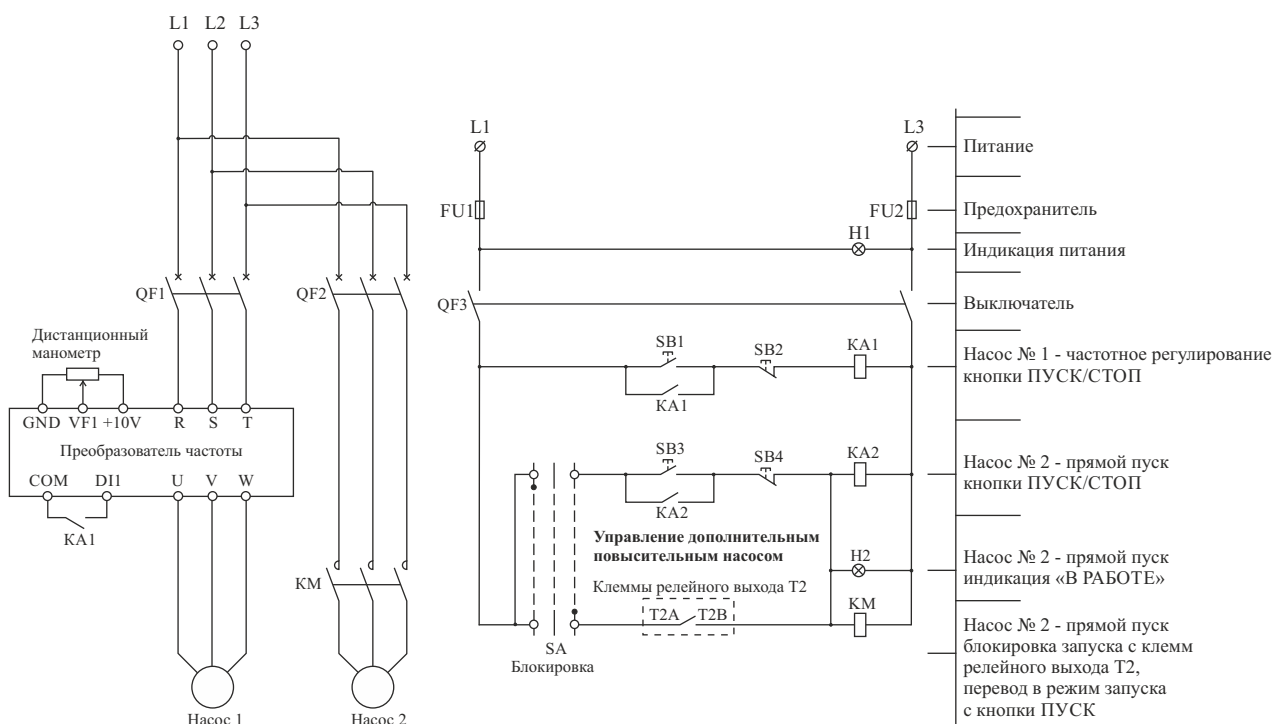 L1 L2 L3
QF1
QF2
Дистанционный
манометр
GND VF1 +10V R S T
Преобразователь частоты
COM DI1 U V W
KA1
KM
Насос 1
Насос 2
L1
L3
FU1
FU2
H1
QF3
SB1
SB2
KA1
KA1
SB3
SB4
KA2
KA2
Управление дополнительным
повысительным насосом
H2
Клеммы релейного выхода T2
T2A T2B
KM
SA
Блокировка
Питание
Предохранитель
Индикация питания
Выключатель
Насос № 1 - частотное регулирование
кнопки ПУСК/СТОП
Насос № 2 - прямой пуск
кнопки ПУСК/СТОП
Насос № 2 - прямой пуск
индикация «В РАБОТЕ»
Насос № 2 - прямой пуск
блокировка запуска с клемм
релейного выхода T2,
перевод в режим запуска
с кнопки ПУСК